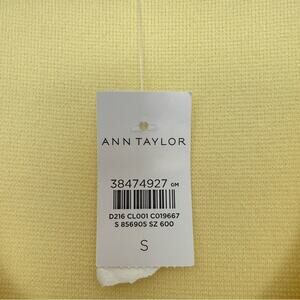 ANN TAYLOR
38474927 GM
D216 CL001 C019667
S 856905 SZ 600
S